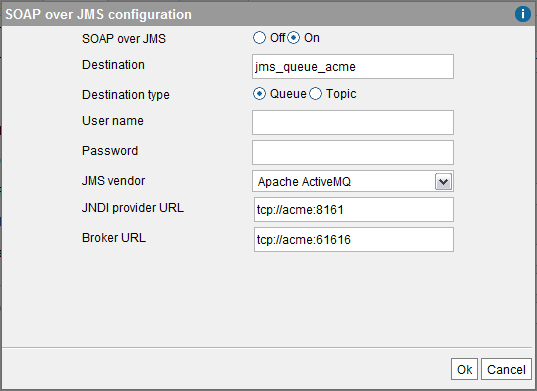 SOAP over JMS configuration i
SOAP over JMS Off On
Destination jms_queue_acme
Destination type Queue Topic
User name
Password
JMS vendor Apache ActiveMQ
JNDI provider URL tcp://acme:8161
Broker URL tcp://acme:61616
Ok Cancel